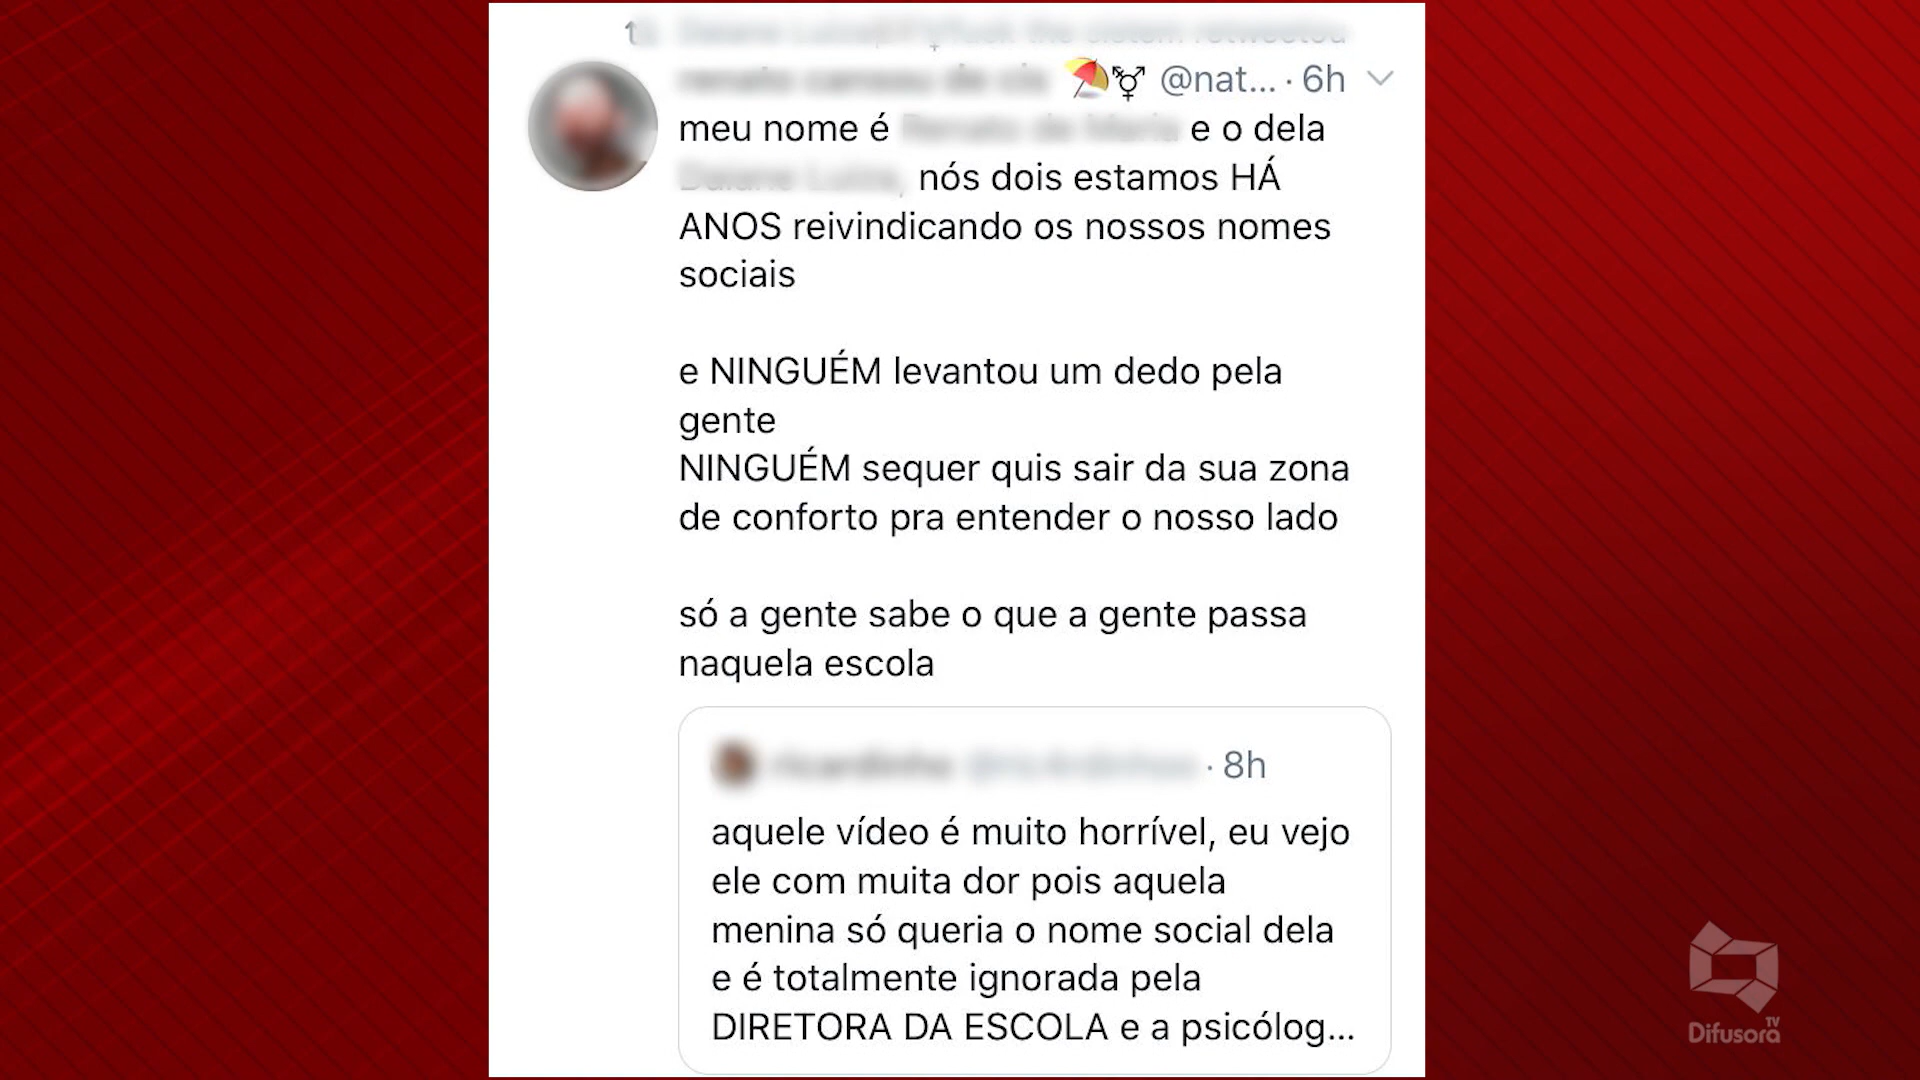 @nat... · 6h
meu nome é e o dela
nós dois estamos HÁ
ANOS reivindicando os nossos nomes
sociais
e NINGUÉM levantou um dedo pela
gente
NINGUÉM sequer quis sair da sua zona
de conforto pra entender o nosso lado
só a gente sabe o que a gente passa
naquela escola
· 8h
aquele vídeo é muito horrível, eu vejo
ele com muita dor pois aquela
menina só queria o nome social dela
e é totalmente ignorada pela
DIRETORA DA ESCOLA e a psicólog...
TV
Difusora